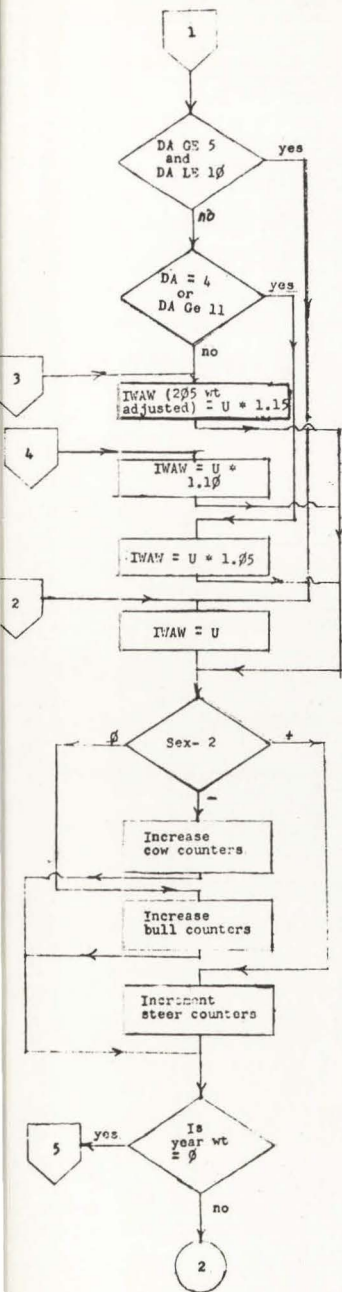 1
DA GE 5
and
DA LE 1Ø
yes
no
DA = 4
or
DA Ge 11
yes
no
3
IWAW (2Ø5 wt
adjusted) = U * 1.15
4
IWAW = U *
1.1Ø
IWAW = U * 1.Ø5
2
IWAW = U
Ø
Sex- 2
+
-
Increase
cow counters
Increase
bull counters
Increment
steer counters
Is
year wt
= Ø
yes
5
no
2